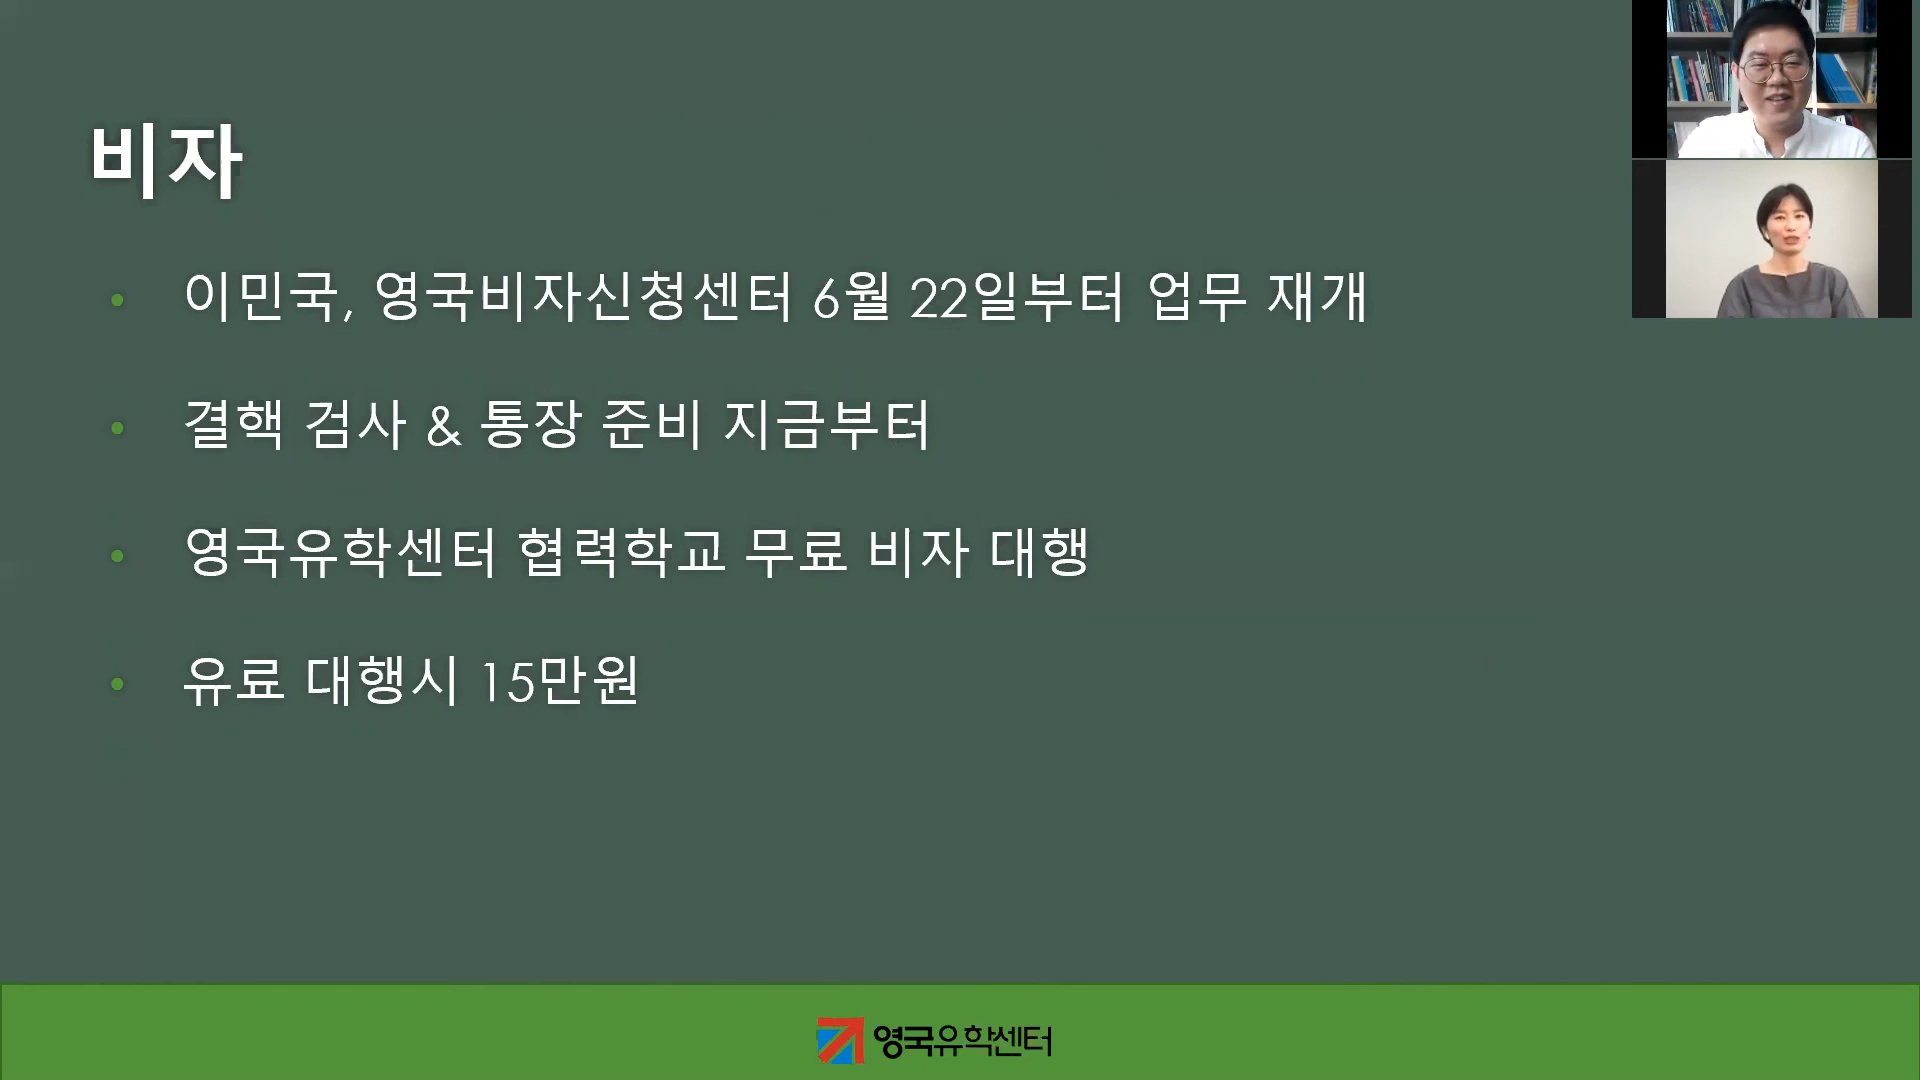 비자
이민국, 영국비자신청센터 6월 22일부터 업무 재개
결핵 검사 & 통장 준비 지금부터
영국유학센터 협력학교 무료 비자 대행
유료 대행시 15만원
영국유학센터